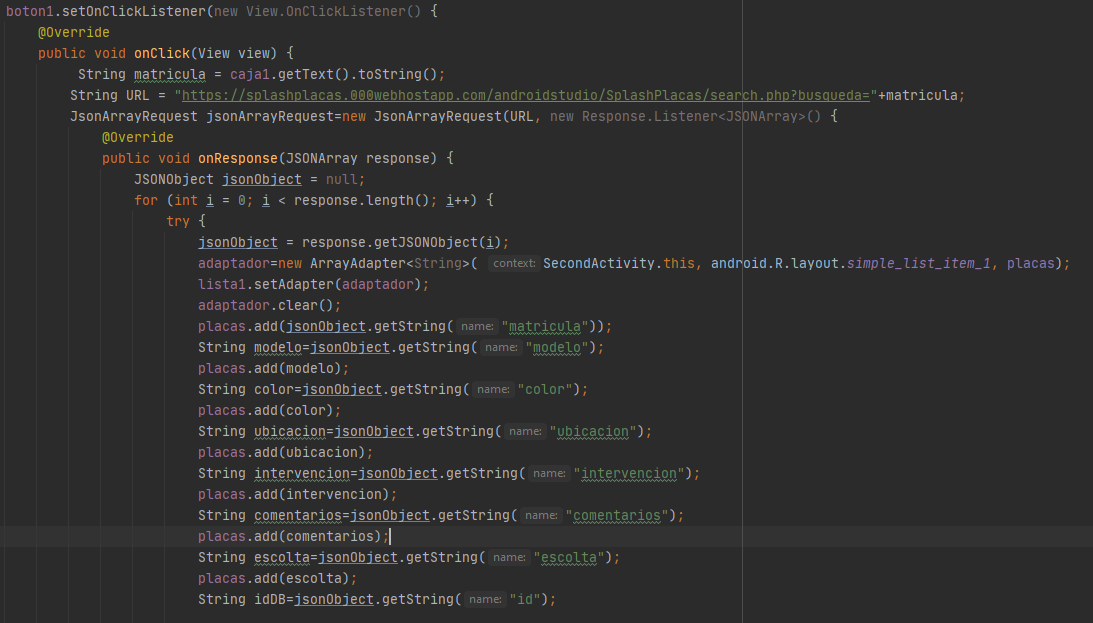 boton1.setOnClickListener(new View.OnClickListener() {
@Override
public void onClick(View view) {
String matricula = caja1.getText().toString();
String URL = "https://splashplacas.000webhostapp.com/androidstudio/SplashPlacas/search.php?busqueda="+matricula;
JsonArrayRequest jsonArrayRequest=new JsonArrayRequest(URL, new Response.Listener<JSONArray>() {
@Override
public void onResponse(JSONArray response) {
JSONObject jsonObject = null;
for (int i = 0; i < response.length(); i++) {
try {
jsonObject = response.getJSONObject(i);
adaptador=new ArrayAdapter<String>( context: SecondActivity.this, android.R.layout.simple_list_item_1, placas);
lista1.setAdapter(adaptador);
adaptador.clear();
placas.add(jsonObject.getString( name: "matricula"));
String modelo=jsonObject.getString( name: "modelo");
placas.add(modelo);
String color=jsonObject.getString( name: "color");
placas.add(color);
String ubicacion=jsonObject.getString( name: "ubicacion");
placas.add(ubicacion);
String intervencion=jsonObject.getString( name: "intervencion");
placas.add(intervencion);
String comentarios=jsonObject.getString( name: "comentarios");
placas.add(comentarios);
String escolta=jsonObject.getString( name: "escolta");
placas.add(escolta);
String idDB=jsonObject.getString( name: "id");